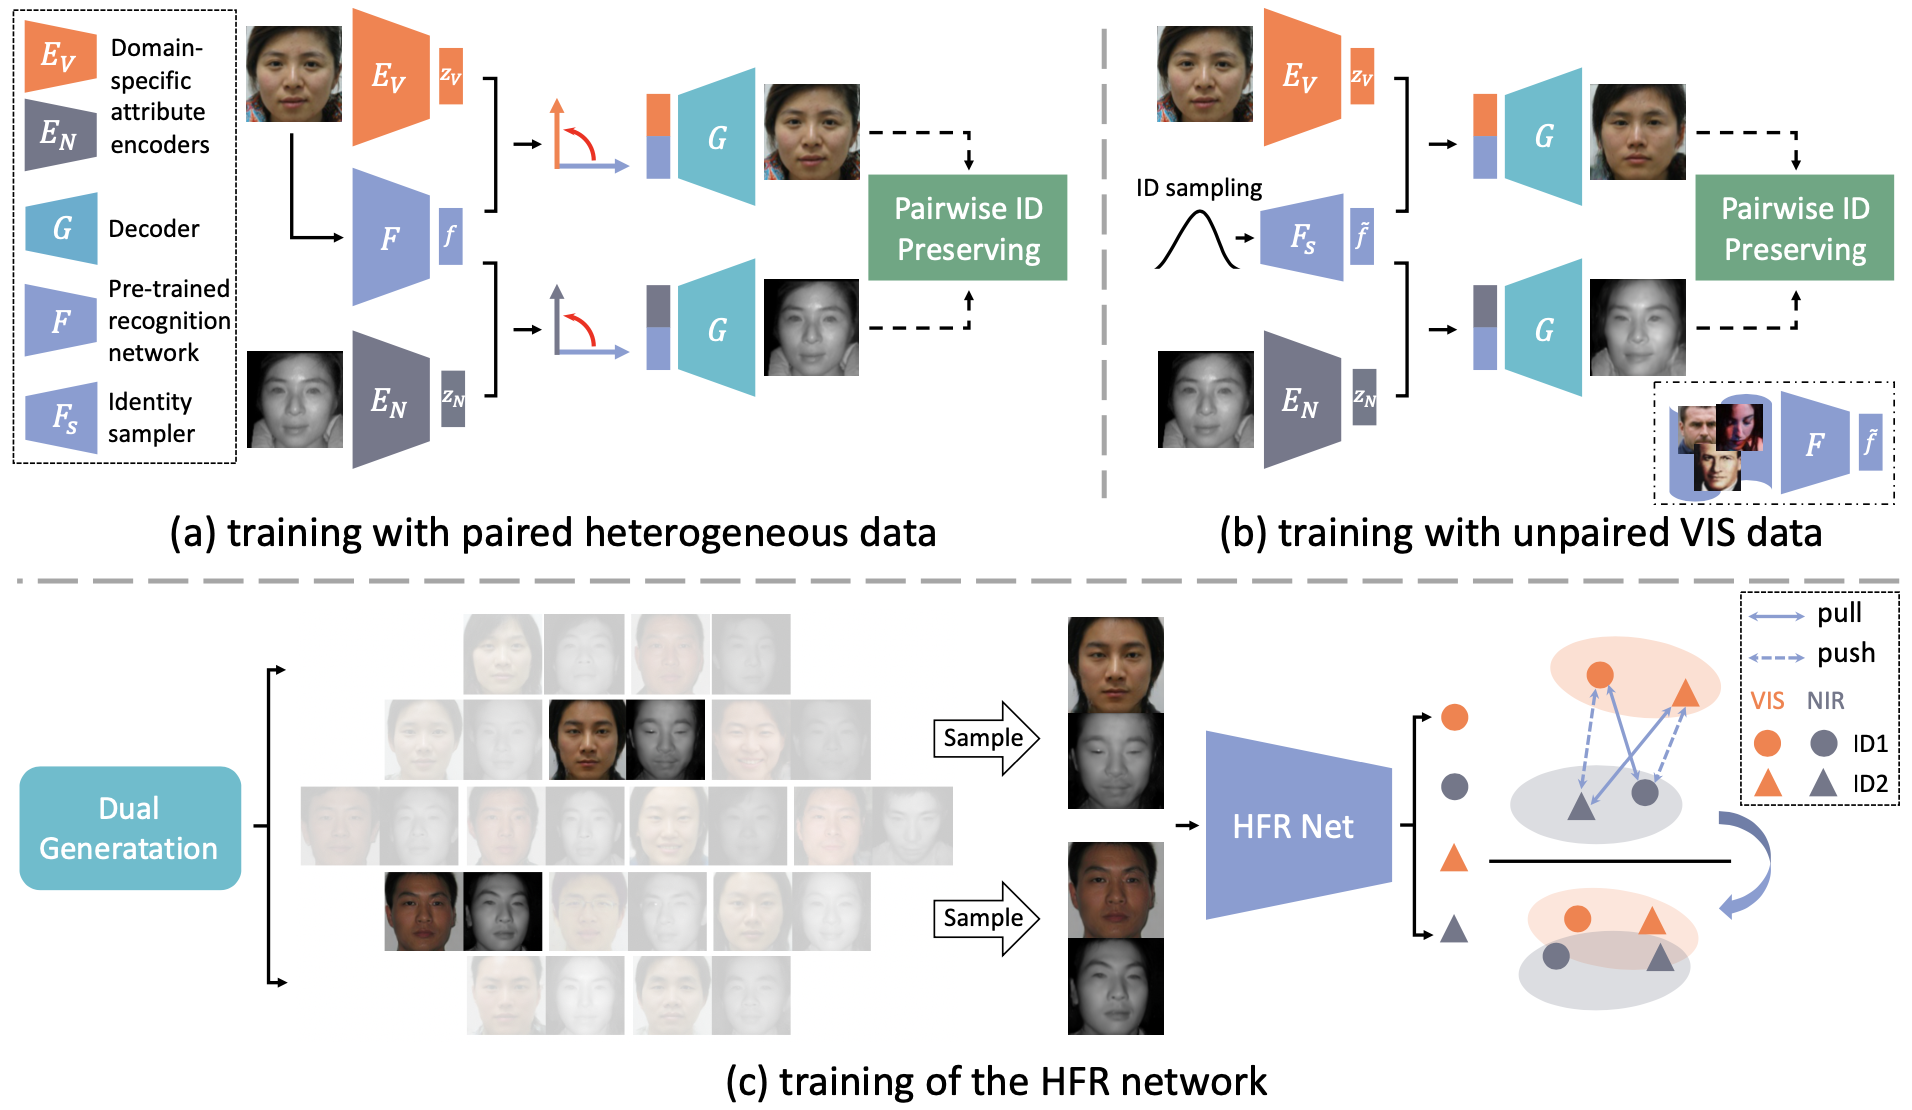 E_V
Domain-
specific
attribute
encoders
E_N
G
Decoder
F
Pre-trained
recognition
network
F_s
Identity
sampler
E_V
z_V
F
f
E_N
z_N
G
G
Pairwise ID
Preserving
(a) training with paired heterogeneous data
E_V
z_V
ID sampling
F_s
f̃
E_N
z_N
G
G
Pairwise ID
Preserving
F
f̃
(b) training with unpaired VIS data
Dual
Generatation
Sample
Sample
HFR Net
pull
push
VIS NIR
ID1
ID2
(c) training of the HFR network